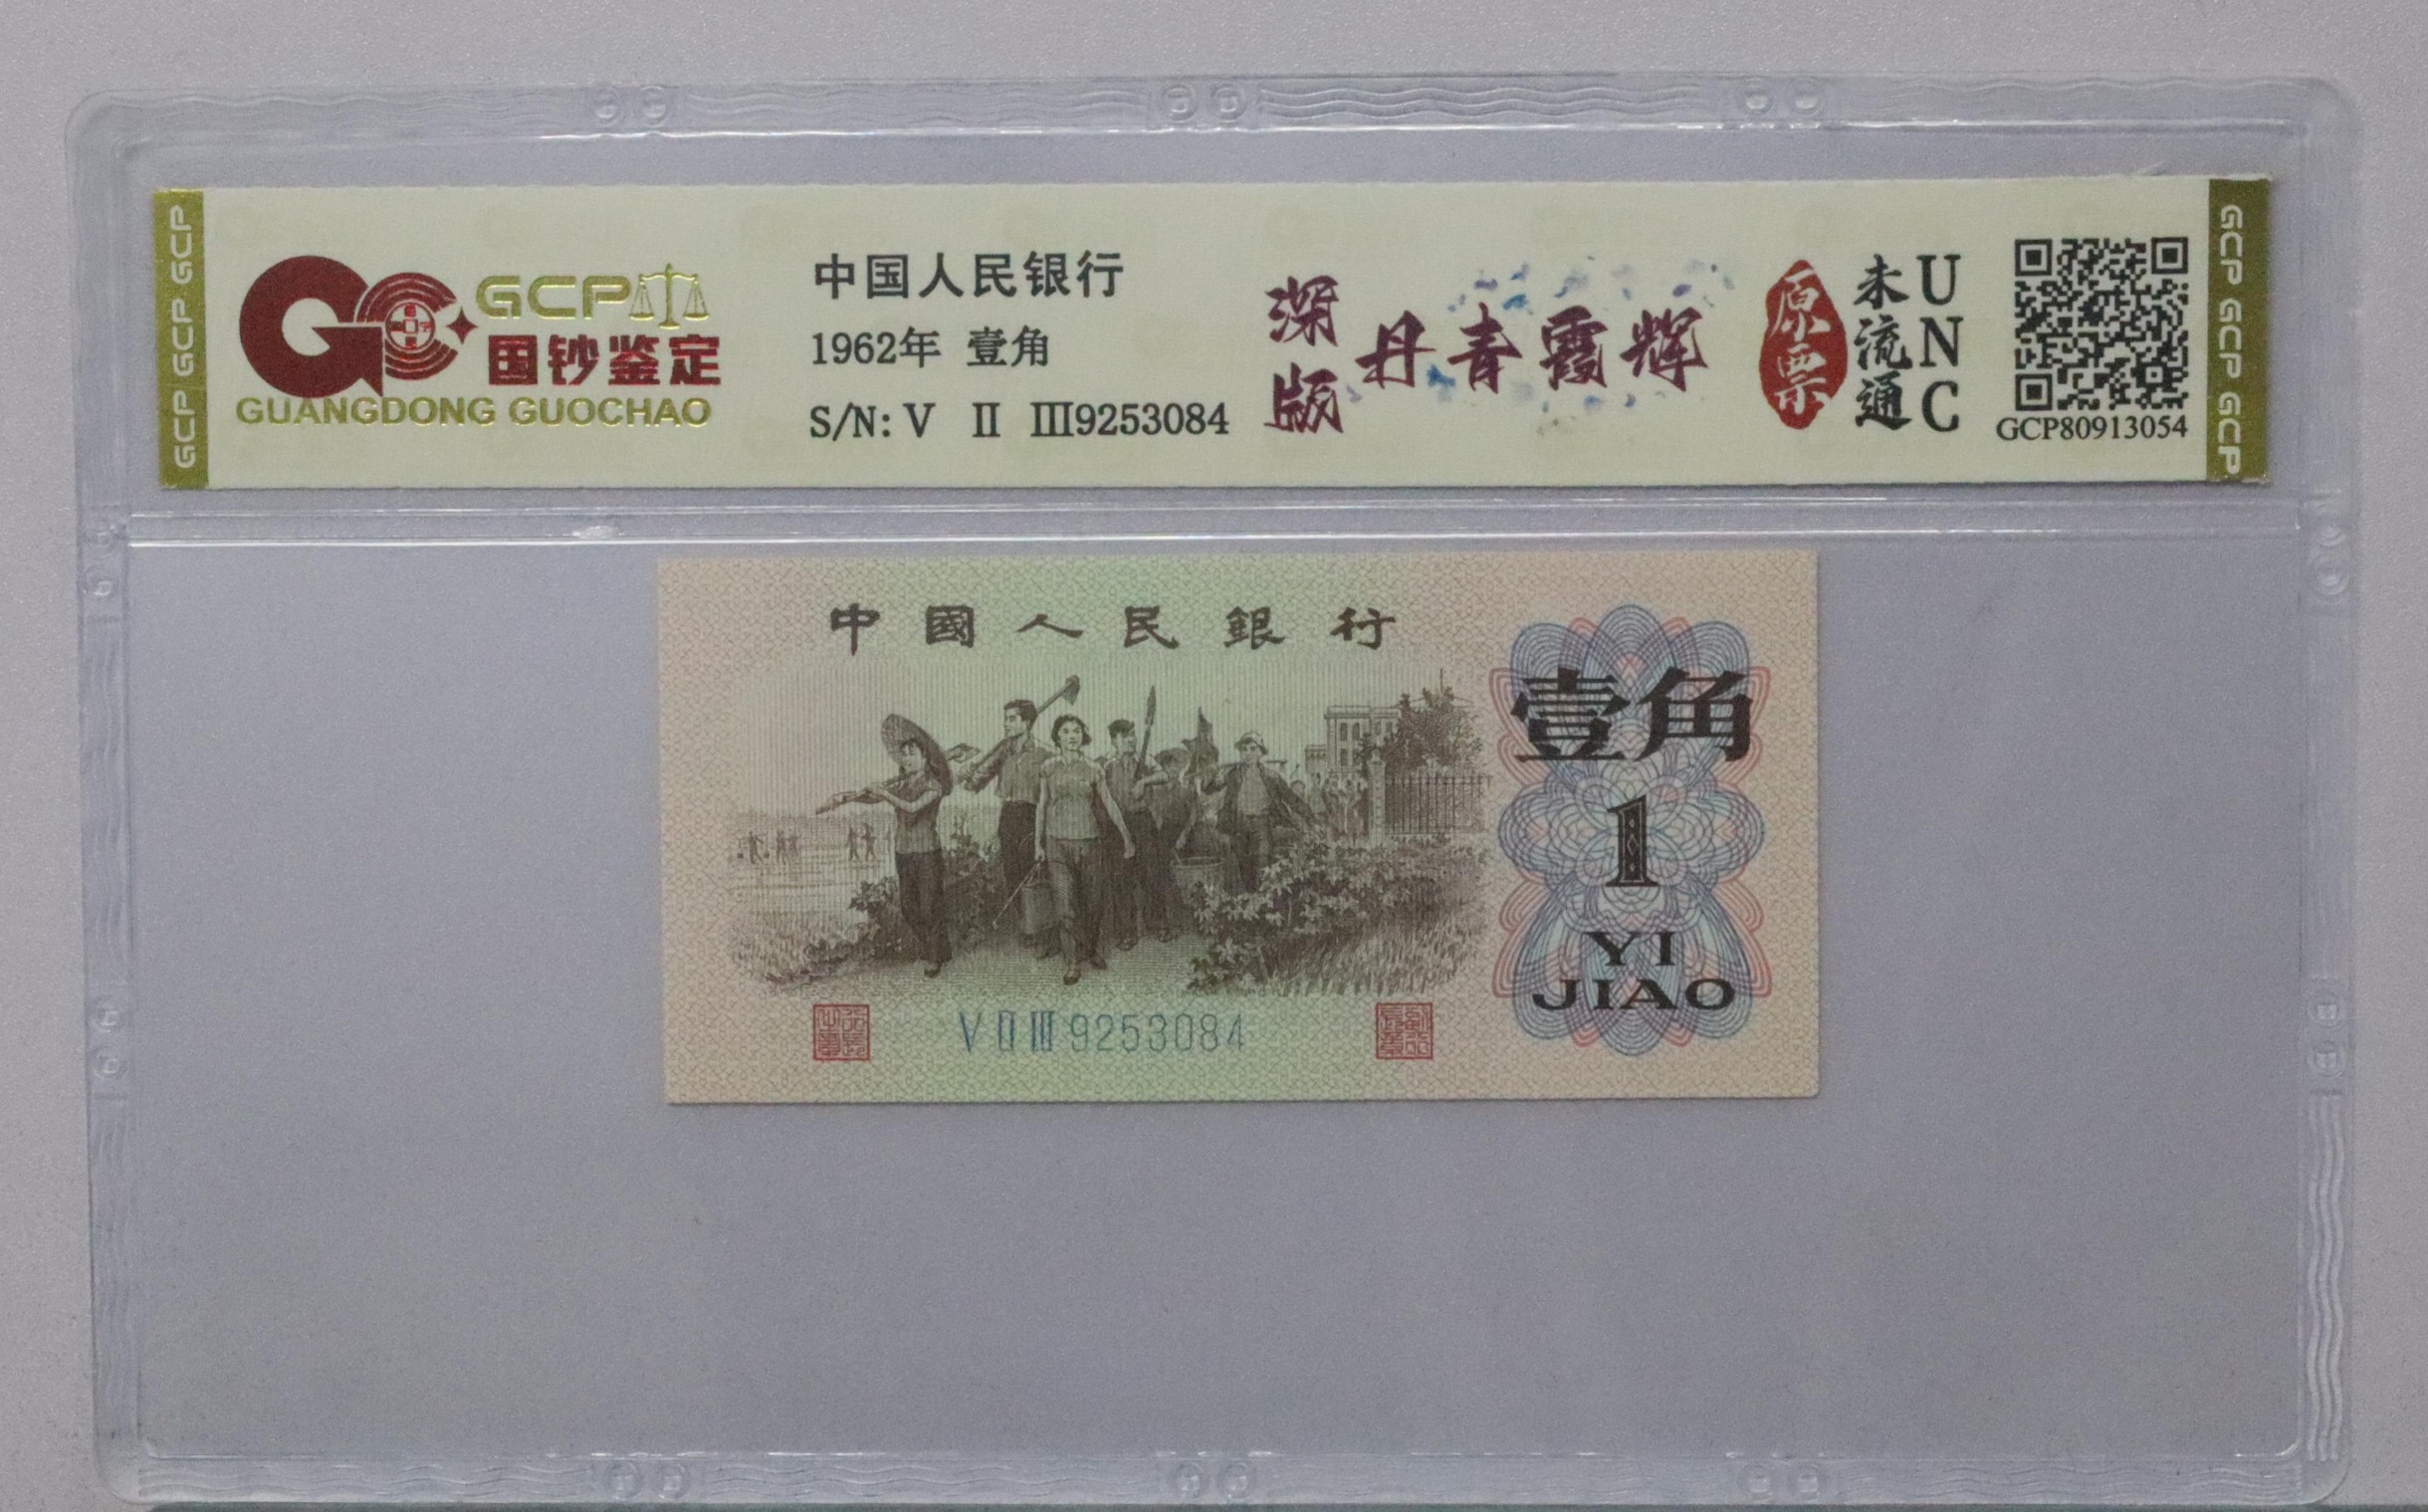 GCP GCP GCP
GCP
国钞鉴定
GUANGDONG GUOCHAO
中国人民银行
1962年 壹角
S/N: V II III9253084
深版
丹青霞辉
原票
未流通
UNC
GCP80913054
GCP GCP GCP
中國人民銀行
壹角
1
YI
JIAO
V II III 9253084